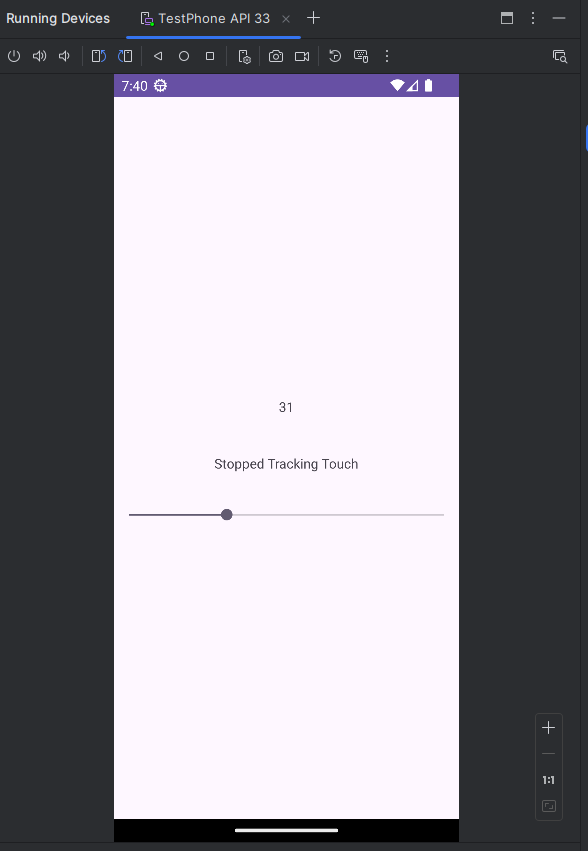 Running Devices
TestPhone API 33
7:40
31
Stopped Tracking Touch
1:1